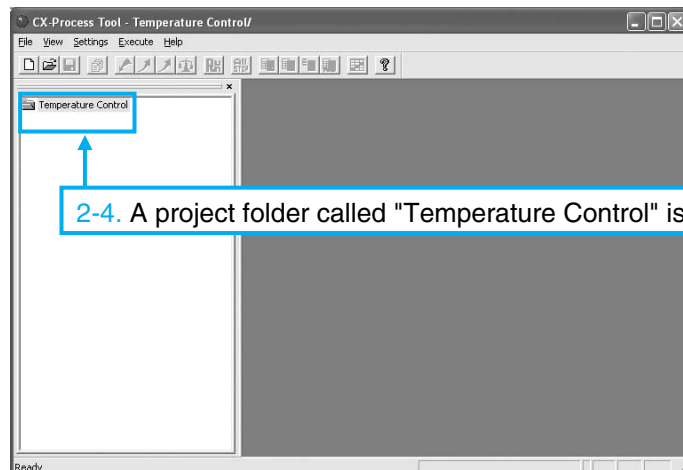 CX-Process Tool - Temperature Control/
File View Settings Execute Help
Temperature Control
2-4. A project folder called "Temperature Control" is
Ready